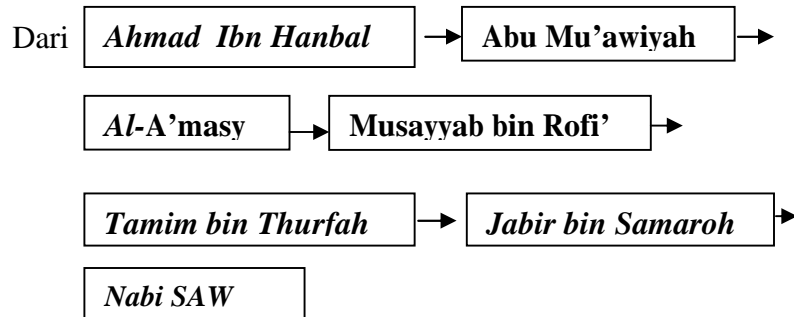 Dari Ahmad Ibn Hanbal Abu Mu’awiyah
Al-A’masy Musayyab bin Rofi’
Tamim bin Thurfah Jabir bin Samaroh
Nabi SAW